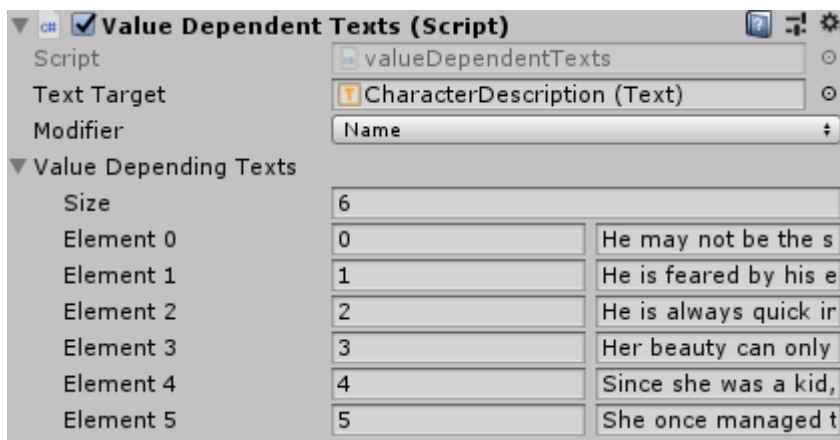 c# Value Dependent Texts (Script)
Script valueDependentTexts
Text Target T CharacterDescription (Text)
Modifier Name
Value Depending Texts
Size 6
Element 0 0 He may not be the s
Element 1 1 He is feared by his e
Element 2 2 He is always quick ir
Element 3 3 Her beauty can only
Element 4 4 Since she was a kid,
Element 5 5 She once managed t